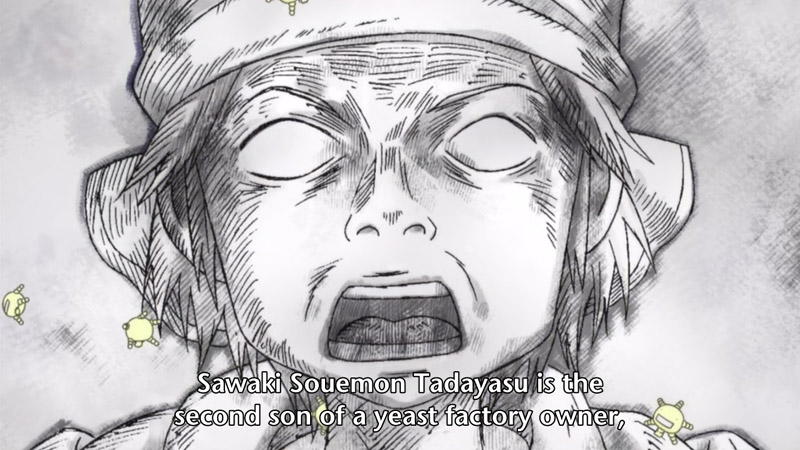 Sawaki Souemon Tadayasu is the
second son of a yeast factory owner,